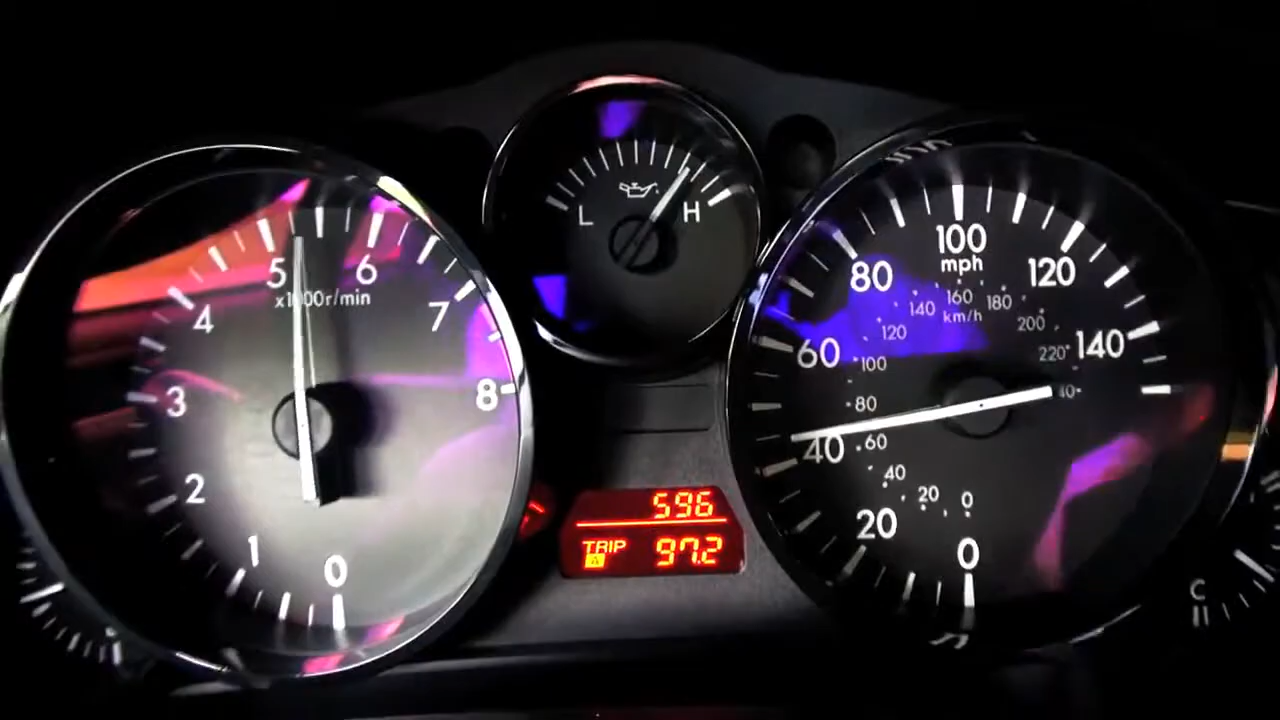 5 6
x1000r/min
4 7
3 8
2
1 0
L H
100
mph
80 120
160
140 180
km/h
120 200
60 220 140
100
80
40 60
40
20 0
20
0
596
TRIP
A 97.2
C